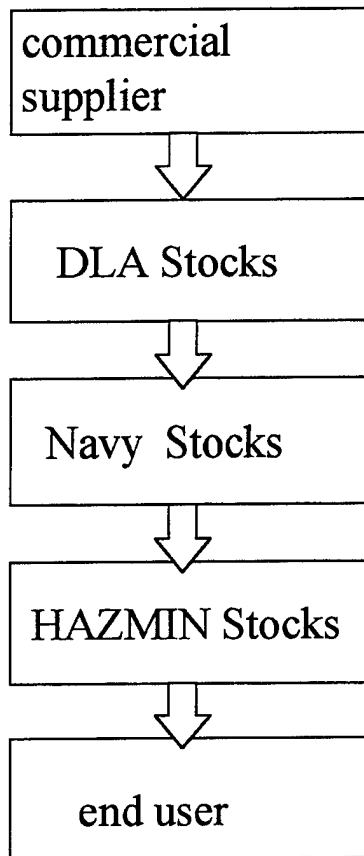 commercial
supplier
DLA Stocks
Navy Stocks
HAZMIN Stocks
end user